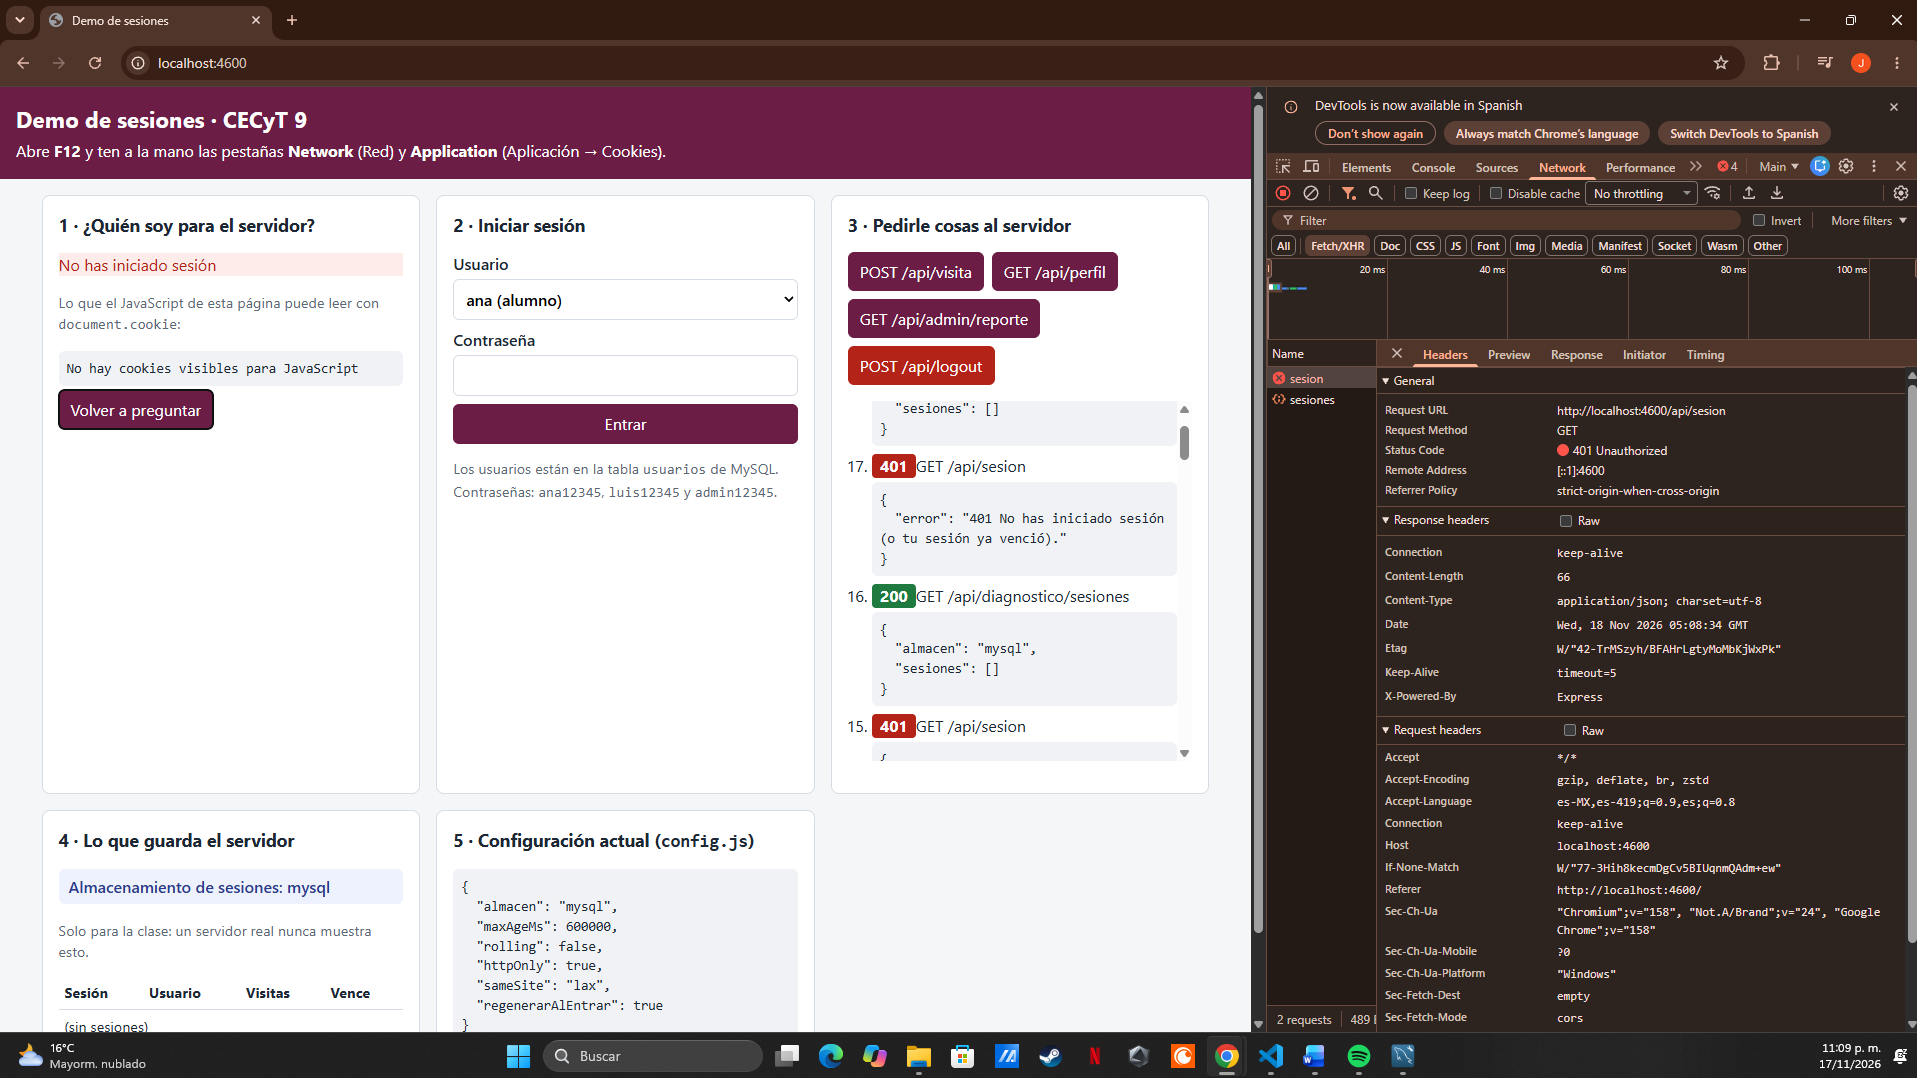 Demo de sesiones
localhost:4600
J
Demo de sesiones · CECyT 9
Abre F12 y ten a la mano las pestañas Network (Red) y Application (Aplicación → Cookies).
1 · ¿Quién soy para el servidor?
No has iniciado sesión
Lo que el JavaScript de esta página puede leer con
document.cookie:
No hay cookies visibles para JavaScript
Volver a preguntar
2 · Iniciar sesión
Usuario
ana (alumno)
Contraseña
Entrar
Los usuarios están en la tabla usuarios de MySQL.
Contraseñas: ana12345, luis12345 y admin12345.
3 · Pedirle cosas al servidor
POST /api/visita
GET /api/perfil
GET /api/admin/reporte
POST /api/logout
"sesiones": []
}
17. 401 GET /api/sesion
{
"error": "401 No has iniciado sesión
(o tu sesión ya venció)."
}
16. 200 GET /api/diagnostico/sesiones
{
"almacen": "mysql",
"sesiones": []
}
15. 401 GET /api/sesion
{
4 · Lo que guarda el servidor
Almacenamiento de sesiones: mysql
Solo para la clase: un servidor real nunca muestra
esto.
Sesión Usuario Visitas Vence
(sin sesiones)
5 · Configuración actual (config.js)
{
"almacen": "mysql",
"maxAgeMs": 600000,
"rolling": false,
"httpOnly": true,
"sameSite": "lax",
"regenerarAlEntrar": true
}
DevTools is now available in Spanish
Don't show again
Always match Chrome's language
Switch DevTools to Spanish
Elements Console Sources Network Performance 4 Main
Keep log Disable cache No throttling
Filter Invert More filters
All Fetch/XHR Doc CSS JS Font Img Media Manifest Socket Wasm Other
20 ms 40 ms 60 ms 80 ms 100 ms
Name
sesion
sesiones
Headers Preview Response Initiator Timing
General
Request URL http://localhost:4600/api/sesion
Request Method GET
Status Code 401 Unauthorized
Remote Address [::1]:4600
Referrer Policy strict-origin-when-cross-origin
Response headers Raw
Connection keep-alive
Content-Length 66
Content-Type application/json; charset=utf-8
Date Wed, 18 Nov 2026 05:08:34 GMT
Etag W/"42-TrMSzyh/BFAHrLgtyMoMbKjWxPk"
Keep-Alive timeout=5
X-Powered-By Express
Request headers Raw
Accept */*
Accept-Encoding gzip, deflate, br, zstd
Accept-Language es-MX,es-419;q=0.9,es;q=0.8
Connection keep-alive
Host localhost:4600
If-None-Match W/"77-3Hih8kecmDgCv5BIUqnmQAdm+ew"
Referer http://localhost:4600/
Sec-Ch-Ua "Chromium";v="158", "Not.A/Brand";v="24", "Google
Chrome";v="158"
Sec-Ch-Ua-Mobile ?0
Sec-Ch-Ua-Platform "Windows"
Sec-Fetch-Dest empty
Sec-Fetch-Mode cors
2 requests 489
16°C
Mayorm. nublado
Buscar
11:09 p. m.
17/11/2026